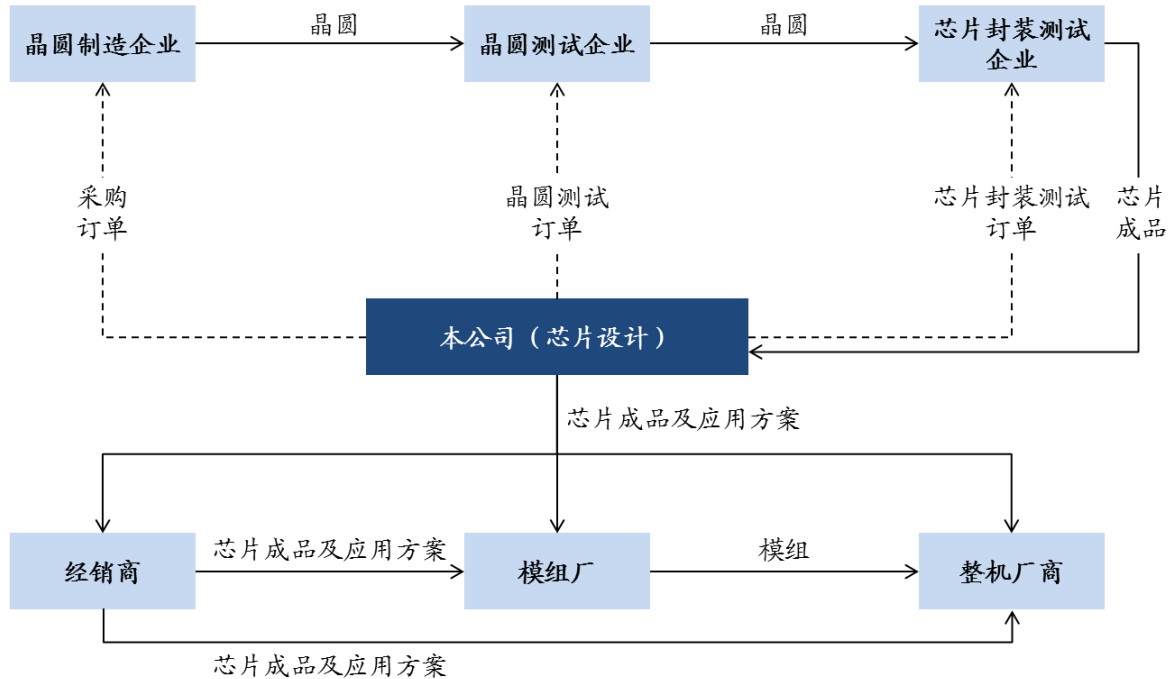 晶圆制造企业
晶圆
晶圆测试企业
晶圆
芯片封装测试
企业
采购
订单
晶圆测试
订单
芯片封装测试
订单
芯片
成品
本公司（芯片设计）
芯片成品及应用方案
经销商
芯片成品及应用方案
模组厂
模组
整机厂商
芯片成品及应用方案